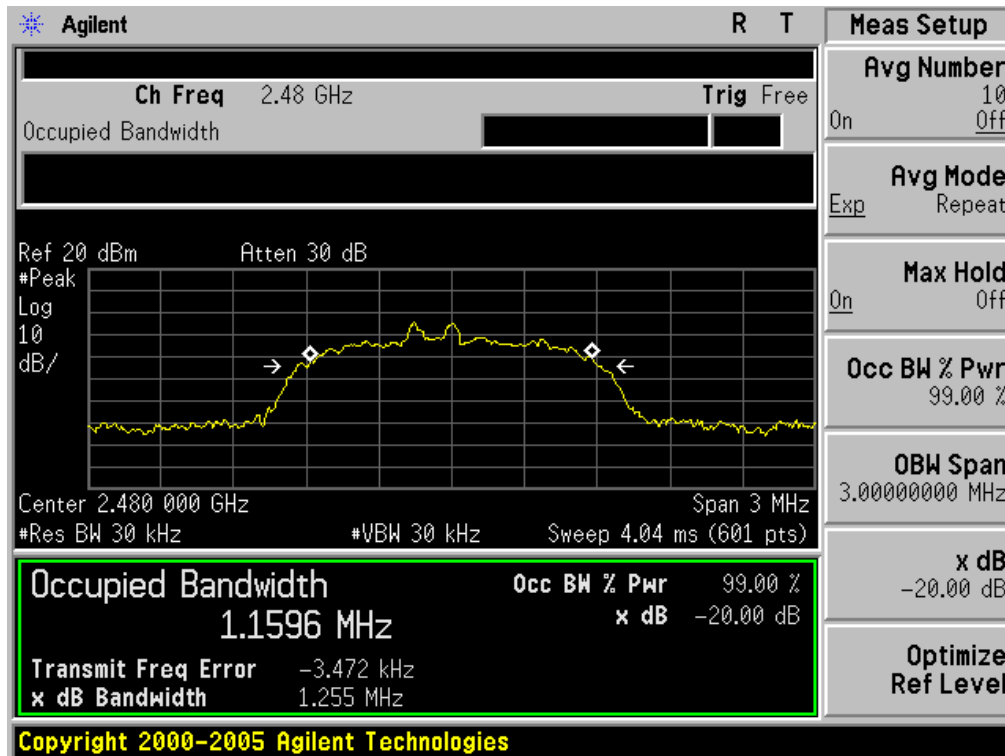 Agilent R T
Ch Freq 2.48 GHz Trig Free
Occupied Bandwidth
Ref 20 dBm Atten 30 dB
#Peak
Log
10
dB/
Center 2.480 000 GHz Span 3 MHz
#Res BW 30 kHz #VBW 30 kHz Sweep 4.04 ms (601 pts)
Occupied Bandwidth Occ BW % Pwr 99.00 %
1.1596 MHz x dB -20.00 dB
Transmit Freq Error -3.472 kHz
x dB Bandwidth 1.255 MHz
Copyright 2000-2005 Agilent Technologies
Meas Setup
Avg Number
10
On Off
Avg Mode
Exp Repeat
Max Hold
On Off
Occ BW % Pwr
99.00 %
OBW Span
3.00000000 MHz
x dB
-20.00 dB
Optimize
Ref Level